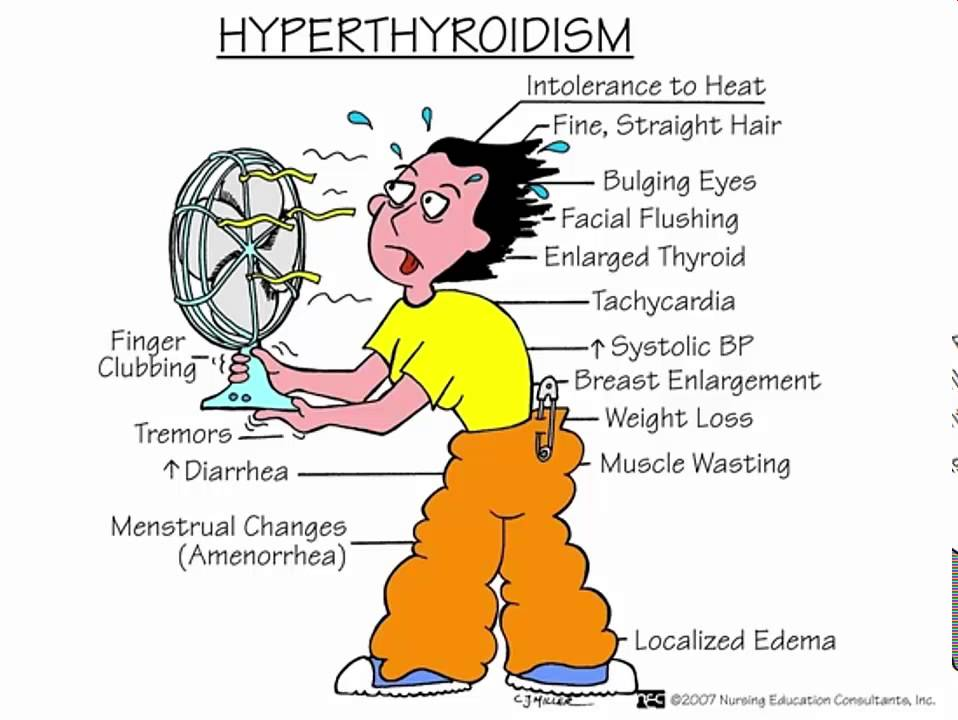 HYPERTHYROIDISM
Intolerance to Heat
Fine, Straight Hair
Bulging Eyes
Facial Flushing
Enlarged Thyroid
Tachycardia
↑ Systolic BP
Breast Enlargement
Weight Loss
Muscle Wasting
Localized Edema
Finger
Clubbing
Tremors
↑ Diarrhea
Menstrual Changes
(Amenorrhea)
CJ MILLER
nec ©2007 Nursing Education Consultants, Inc.